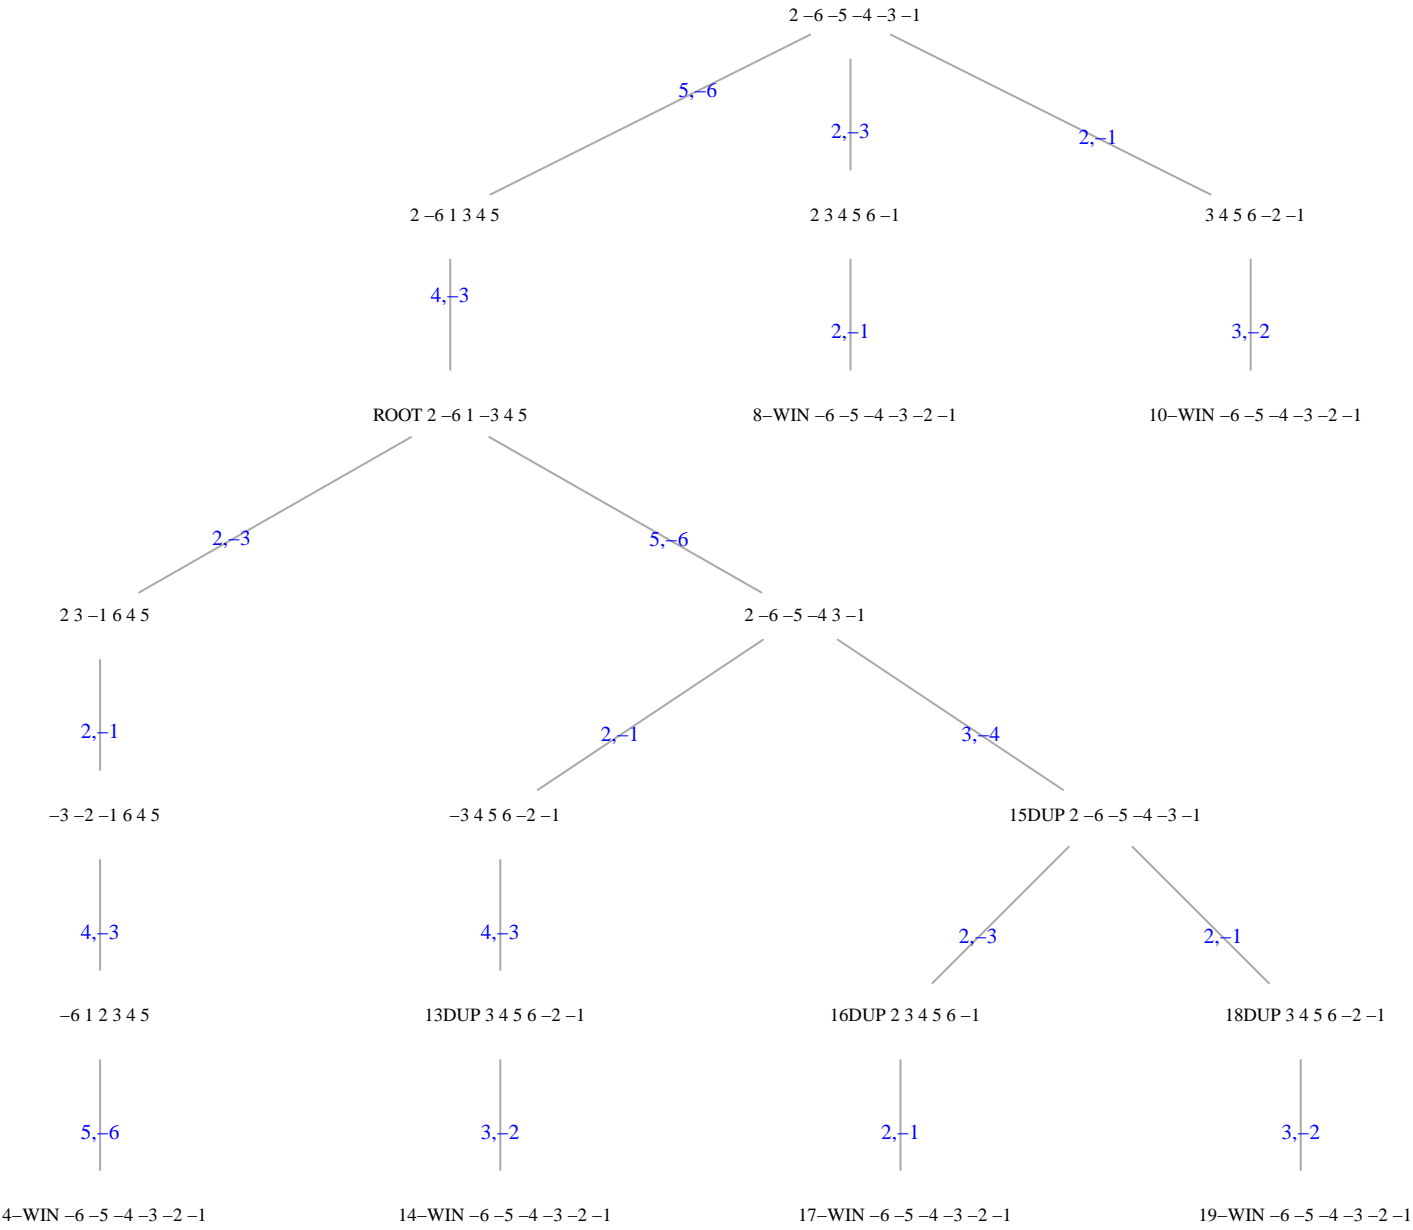 2 –6 –5 –4 –3 –1
5,–6
2,–3
2,–1
2 –6 1 3 4 5
2 3 4 5 6 –1
3 4 5 6 –2 –1
4,–3
2,–1
3,–2
ROOT 2 –6 1 –3 4 5
8–WIN –6 –5 –4 –3 –2 –1
10–WIN –6 –5 –4 –3 –2 –1
2,–3
5,–6
2 3 –1 6 4 5
2 –6 –5 –4 3 –1
2,–1
2,–1
3,–4
–3 –2 –1 6 4 5
–3 4 5 6 –2 –1
15DUP 2 –6 –5 –4 –3 –1
4,–3
4,–3
2,–3
2,–1
–6 1 2 3 4 5
13DUP 3 4 5 6 –2 –1
16DUP 2 3 4 5 6 –1
18DUP 3 4 5 6 –2 –1
5,–6
3,–2
2,–1
3,–2
4–WIN –6 –5 –4 –3 –2 –1
14–WIN –6 –5 –4 –3 –2 –1
17–WIN –6 –5 –4 –3 –2 –1
19–WIN –6 –5 –4 –3 –2 –1